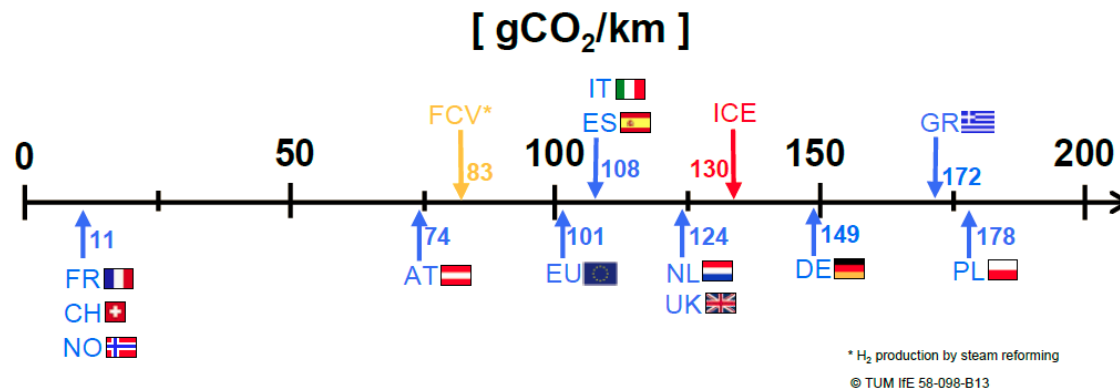 [ gCO₂/km ]
IT
FCV* ES ICE GR
0 50 100 150 200
83 108 130 172
11 74 101 124 149 178
FR AT EU NL DE PL
CH UK
NO
* H₂ production by steam reforming
© TUM IfE 58-098-B13